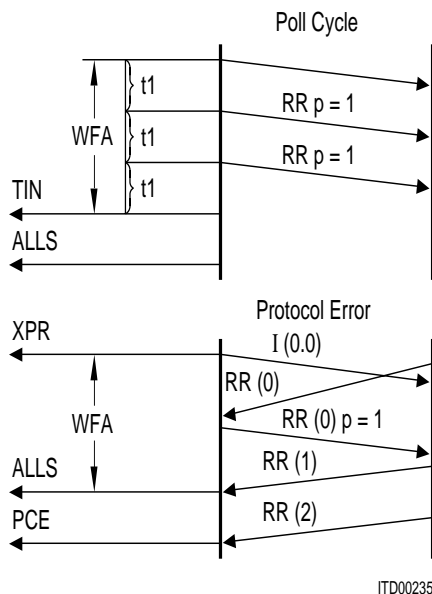 Poll Cycle
t1
RR p = 1
WFA
t1
RR p = 1
t1
TIN
ALLS
Protocol Error
XPR
I (0.0)
RR (0)
WFA
RR (0) p = 1
ALLS
RR (1)
PCE
RR (2)
ITD00235